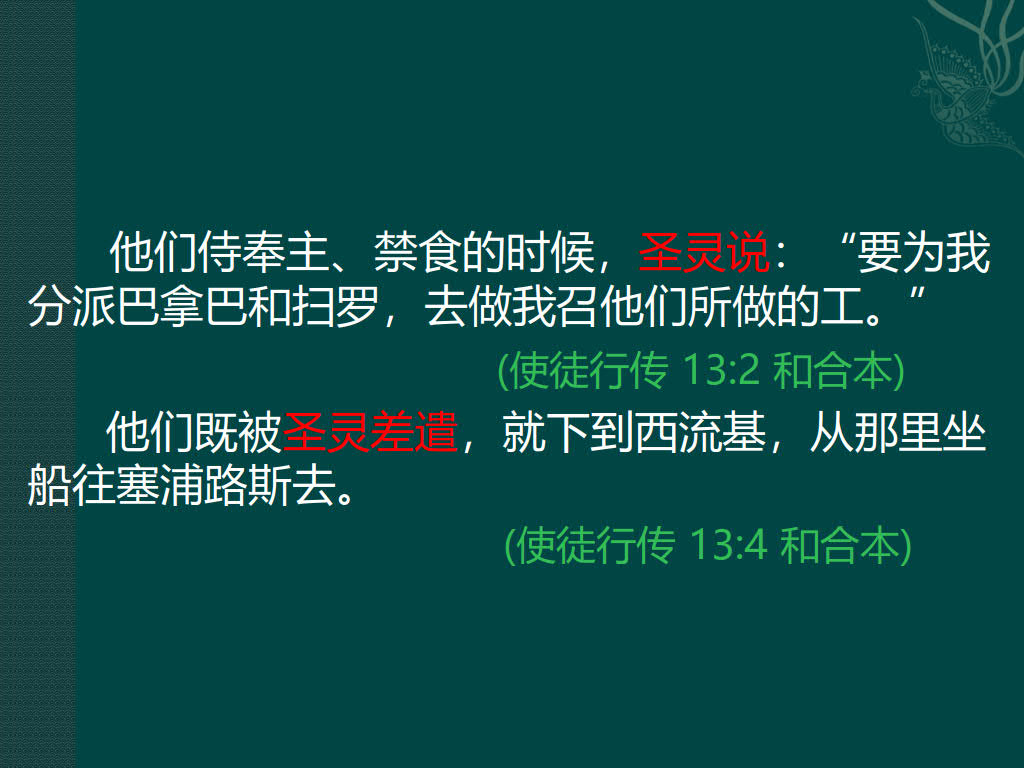 他们侍奉主、禁食的时候，圣灵说：“要为我
分派巴拿巴和扫罗，去做我召他们所做的工。”
(使徒行传 13:2 和合本)
他们既被圣灵差遣，就下到西流基，从那里坐
船往塞浦路斯去。
(使徒行传 13:4 和合本)